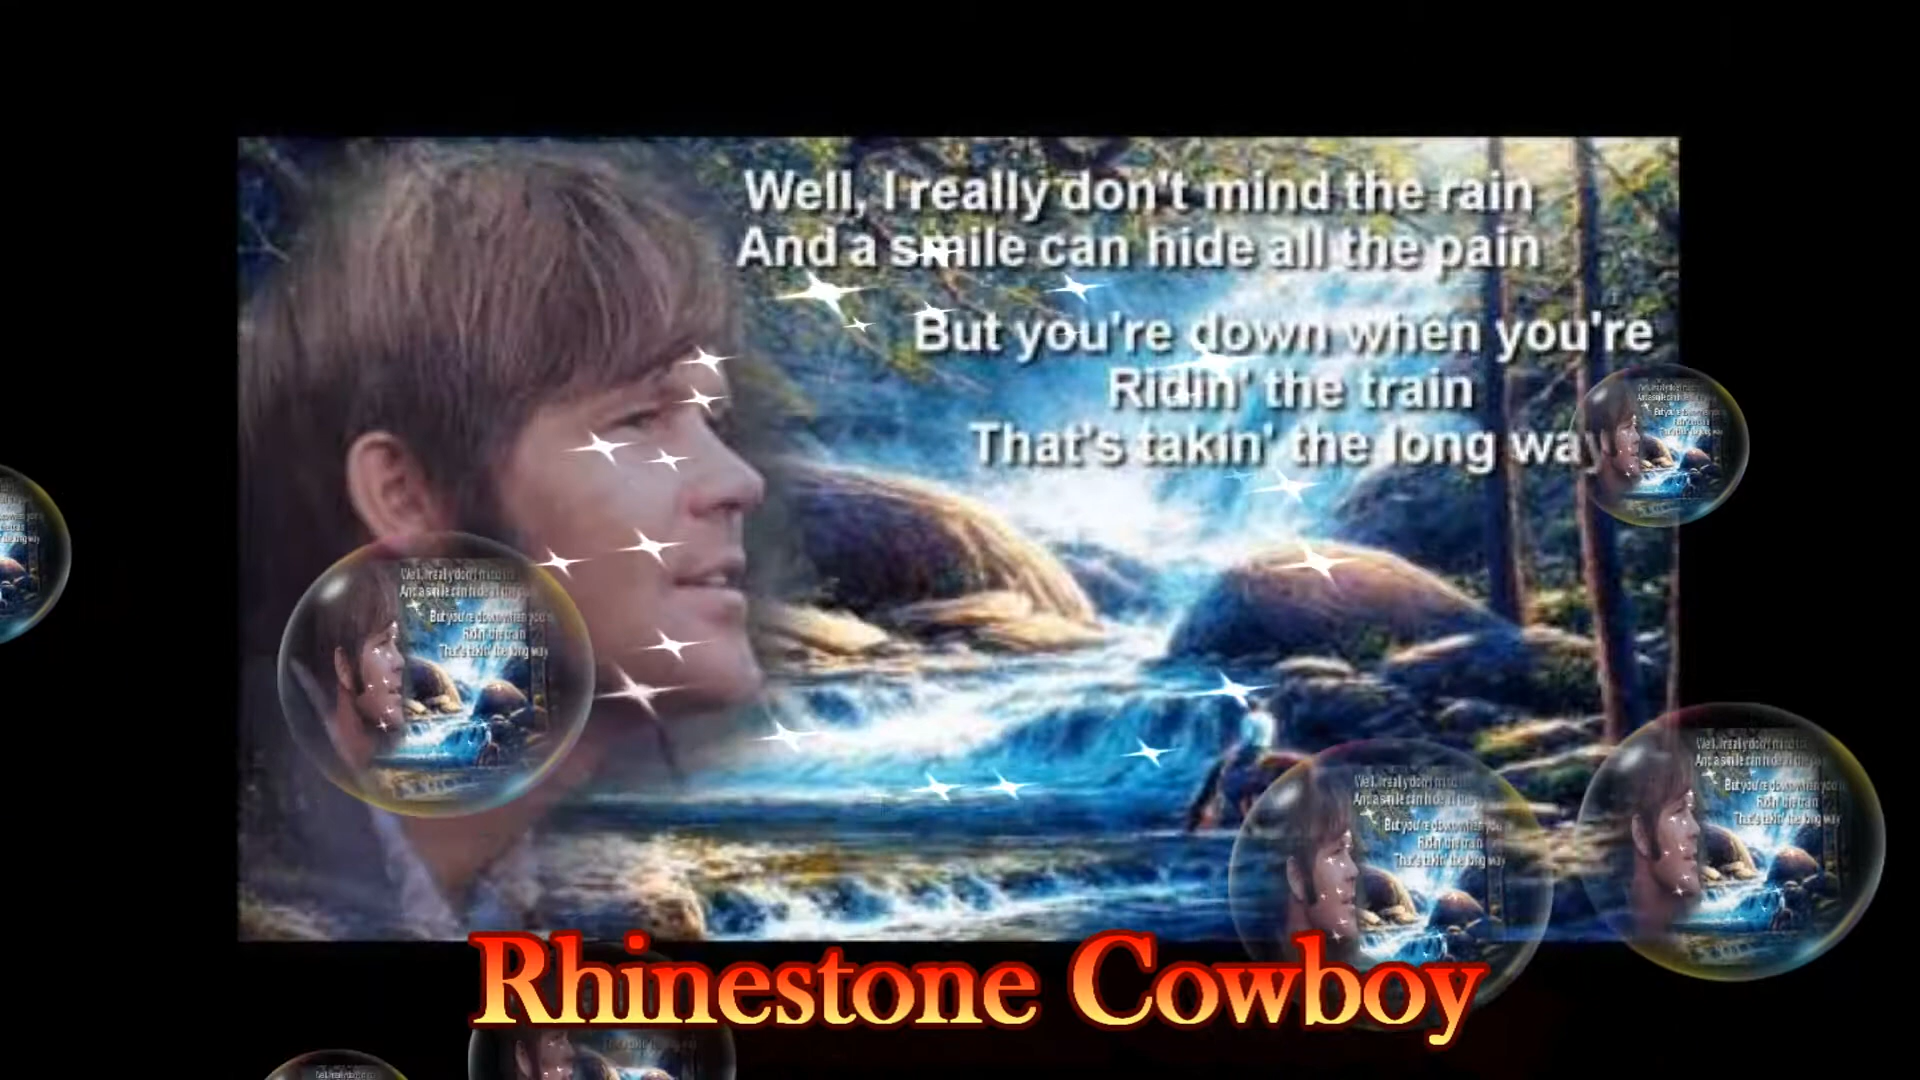 Well, I really don't mind the rain
And a smile can hide all the pain
But you're down when you're
Ridin' the train
That's takin' the long way
Rhinestone Cowboy